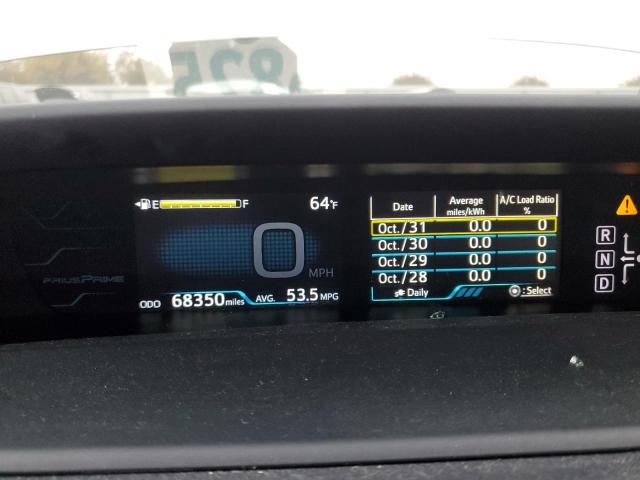 825
E F 64°F
0 MPH
PRIUS PRIME
ODO 68350 miles AVG. 53.5 MPG
Date Average miles/kWh A/C Load Ratio %
Oct./31 0.0 0
Oct./30 0.0 0
Oct./29 0.0 0
Oct./28 0.0 0
Daily : Select
R
N
D